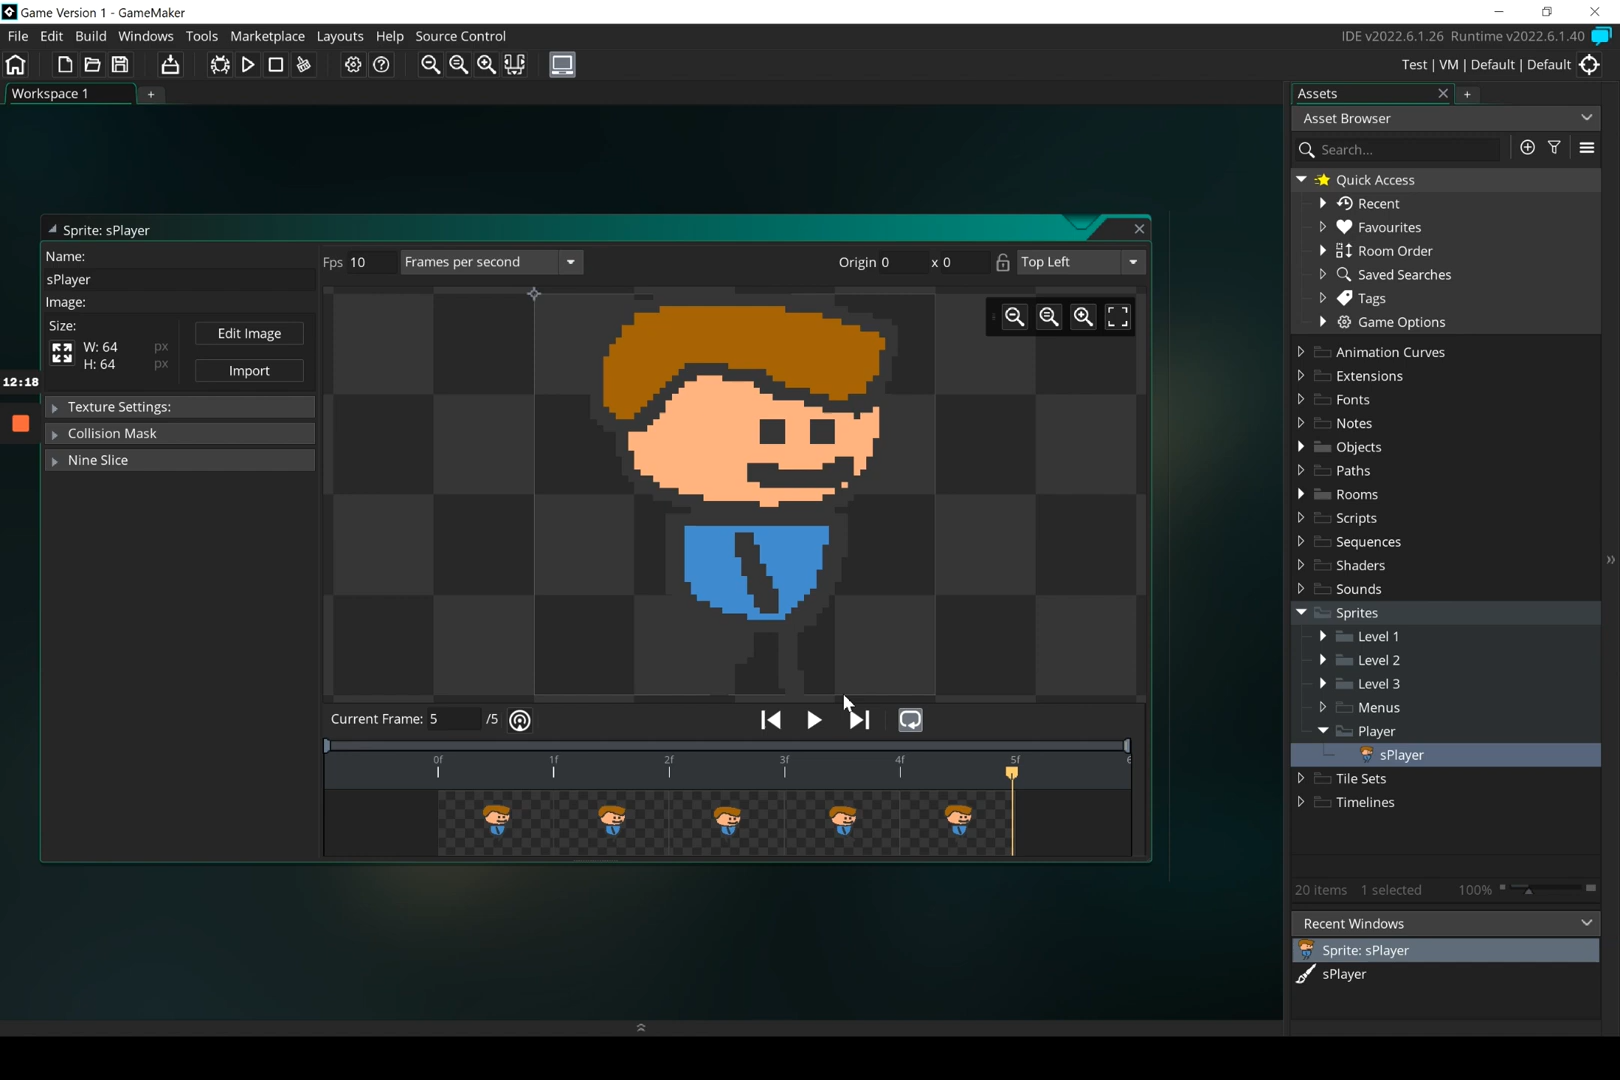 Game Version 1 - GameMaker
File Edit Build Windows Tools Marketplace Layouts Help Source Control
IDE v2022.6.1.26 Runtime v2022.6.1.40
Test | VM | Default | Default
Workspace 1 +
Assets +
Asset Browser
Search...
Quick Access
Recent
Favourites
Room Order
Saved Searches
Tags
Game Options
Animation Curves
Extensions
Fonts
Notes
Objects
Paths
Rooms
Scripts
Sequences
Shaders
Sounds
Sprites
Level 1
Level 2
Level 3
Menus
Player
sPlayer
Tile Sets
Timelines
20 items 1 selected 100%
Recent Windows
Sprite: sPlayer
sPlayer
Sprite: sPlayer
Name:
sPlayer
Image:
Size:
W: 64 px
H: 64 px
Edit Image
Import
12:18
Texture Settings:
Collision Mask
Nine Slice
Fps 10 Frames per second
Origin 0 x 0 Top Left
Current Frame: 5 /5
0f 1f 2f 3f 4f 5f 6